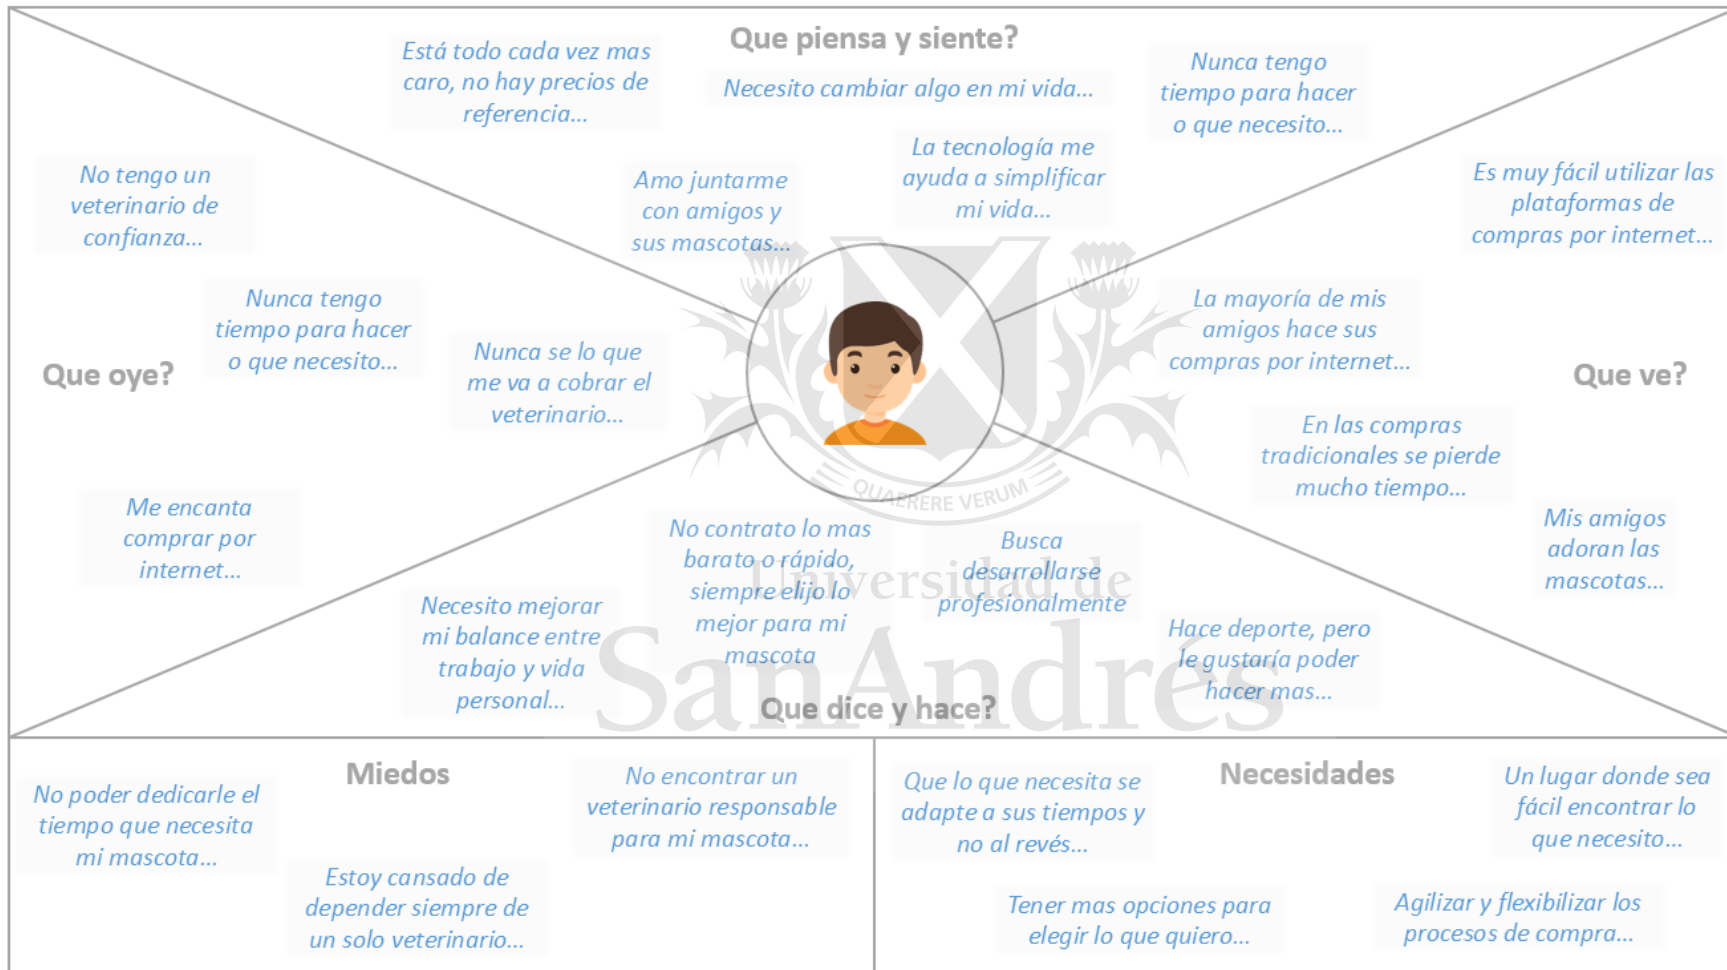 Que piensa y siente?
Está todo cada vez mas
caro, no hay precios de
referencia...
Necesito cambiar algo en mi vida...
Nunca tengo
tiempo para hacer
o que necesito...
Amo juntarme
con amigos y
sus mascotas...
La tecnología me
ayuda a simplificar
mi vida...
No tengo un
veterinario de
confianza...
Nunca tengo
tiempo para hacer
o que necesito...
Nunca se lo que
me va a cobrar el
veterinario...
Que oye?
Me encanta
comprar por
internet...
Es muy fácil utilizar las
plataformas de
compras por internet...
La mayoría de mis
amigos hace sus
compras por internet...
Que ve?
En las compras
tradicionales se pierde
mucho tiempo...
Mis amigos
adoran las
mascotas...
QUAERERE VERUM
Universidad de
SanAndrés
Necesito mejorar
mi balance entre
trabajo y vida
personal...
No contrato lo mas
barato o rápido,
siempre elijo lo
mejor para mi
mascota
Busca
desarrollarse
profesionalmente
Hace deporte, pero
le gustaría poder
hacer mas...
Que dice y hace?
Miedos
No poder dedicarle el
tiempo que necesita
mi mascota...
Estoy cansado de
depender siempre de
un solo veterinario...
No encontrar un
veterinario responsable
para mi mascota...
Necesidades
Que lo que necesita se
adapte a sus tiempos y
no al revés...
Tener mas opciones para
elegir lo que quiero...
Un lugar donde sea
fácil encontrar lo
que necesito...
Agilizar y flexibilizar los
procesos de compra...